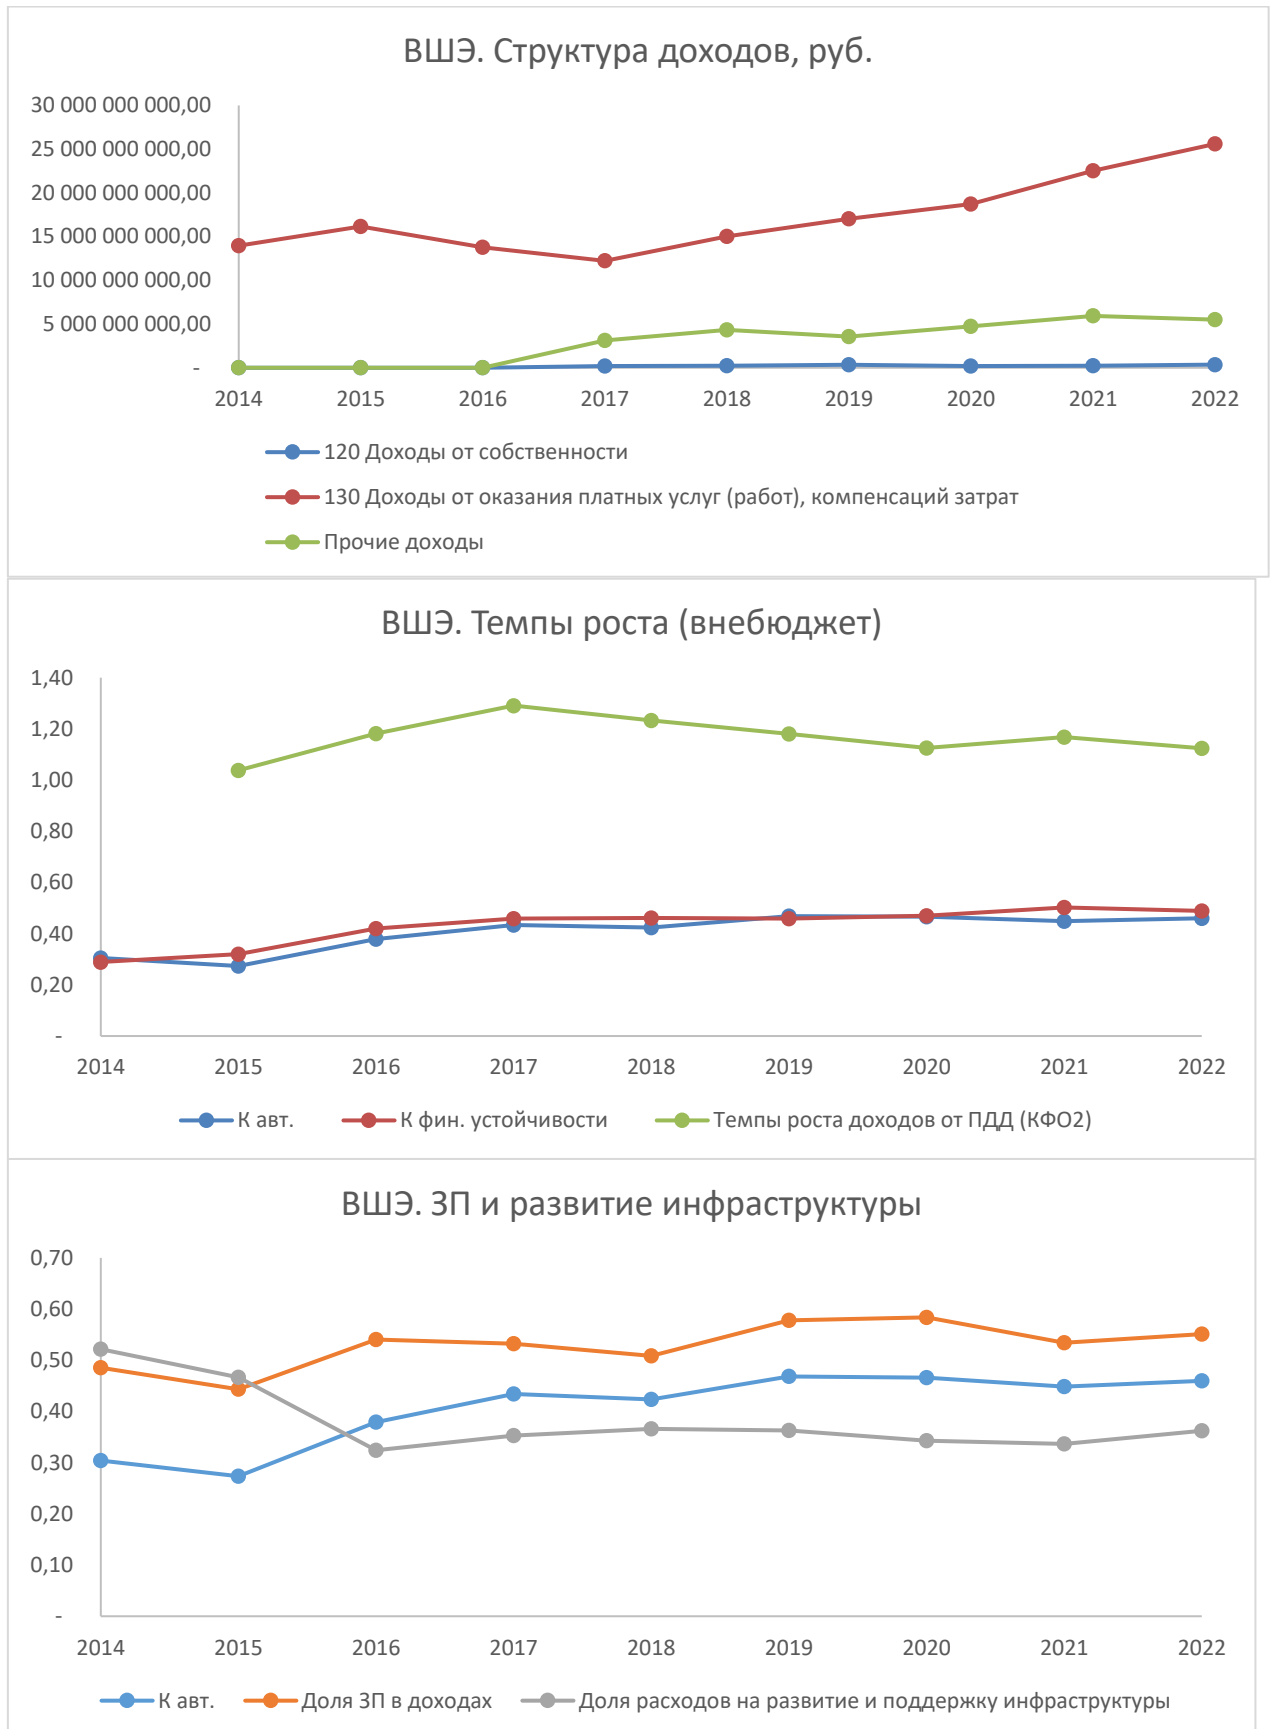 ВШЭ. Структура доходов, руб.
30 000 000 000,00
25 000 000 000,00
20 000 000 000,00
15 000 000 000,00
10 000 000 000,00
5 000 000 000,00
-
2014 2015 2016 2017 2018 2019 2020 2021 2022
120 Доходы от собственности
130 Доходы от оказания платных услуг (работ), компенсаций затрат
Прочие доходы
ВШЭ. Темпы роста (внебюджет)
1,40
1,20
1,00
0,80
0,60
0,40
0,20
-
2014 2015 2016 2017 2018 2019 2020 2021 2022
К авт. К фин. устойчивости Темпы роста доходов от ПДД (КФО2)
ВШЭ. ЗП и развитие инфраструктуры
0,70
0,60
0,50
0,40
0,30
0,20
0,10
-
2014 2015 2016 2017 2018 2019 2020 2021 2022
К авт. Доля ЗП в доходах Доля расходов на развитие и поддержку инфраструктуры